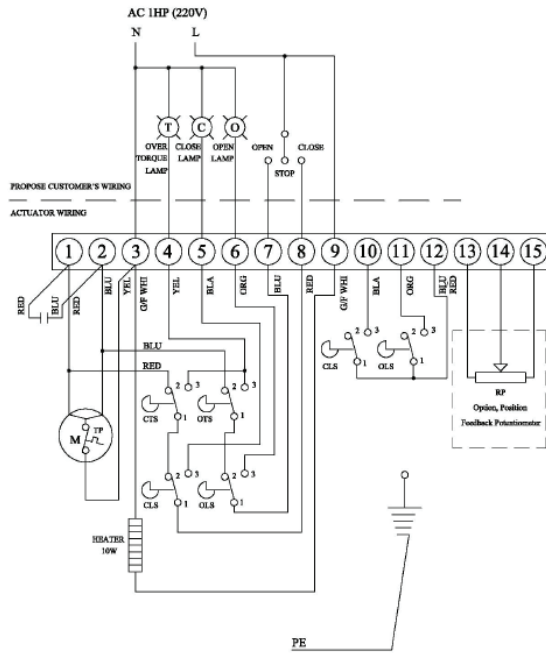 AC 1HP (220V)
N L
T C O
OVER TORQUE LAMP
CLOSE LAMP
OPEN LAMP
OPEN
STOP
CLOSE
PROPOSE CUSTOMER'S WIRING
ACTUATOR WIRING
1 2 3 4 5 6 7 8 9 10 11 12 13 14 15
RED
BLU
RED
BLU
YEL
G/F WHI
YEL
BLA
ORG
BLU
RED
G/F WHI
BLA
ORG
BLU
RED
2 3
1
CLS
2 3
1
OLS
BLU
RED
2 3
1
CTS
2 3
1
OTS
M
TP
2 3
1
CLS
2 3
1
OLS
RP
Option, Position
Feedback Potentiometer
HEATER
10W
PE